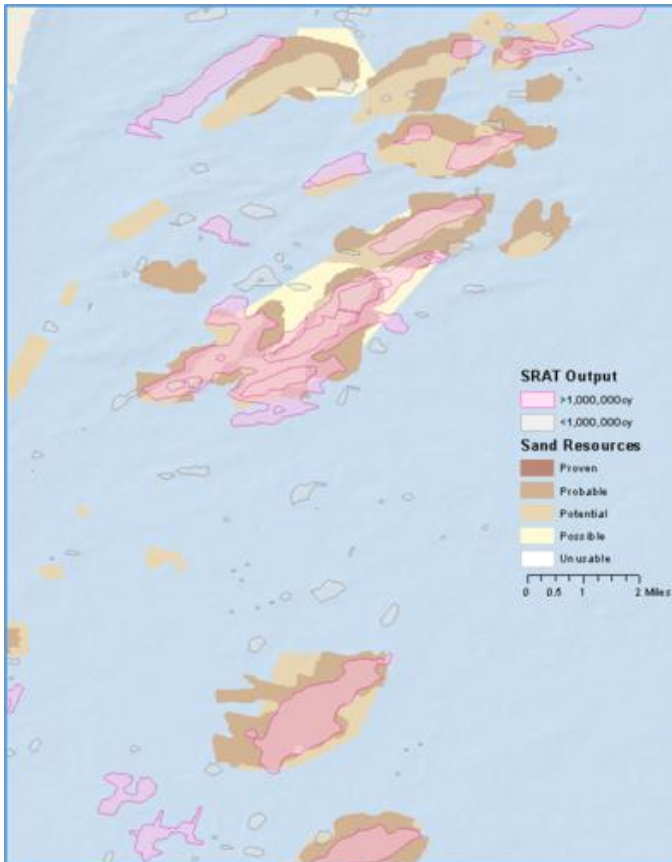 SRAT Output
>1,000,000cy
<1,000,000cy
Sand Resources
Proven
Probable
Potential
Possible
Unusable
0 0.5 1 2 Miles